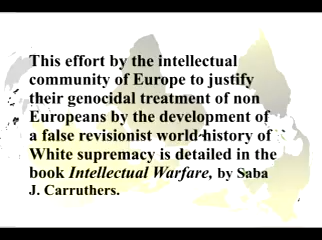 This effort by the intellectual
community of Europe to justify
their genocidal treatment of non
Europeans by the development of
a false revisionist world history of
White supremacy is detailed in the
book Intellectual Warfare, by Saba
J. Carruthers.